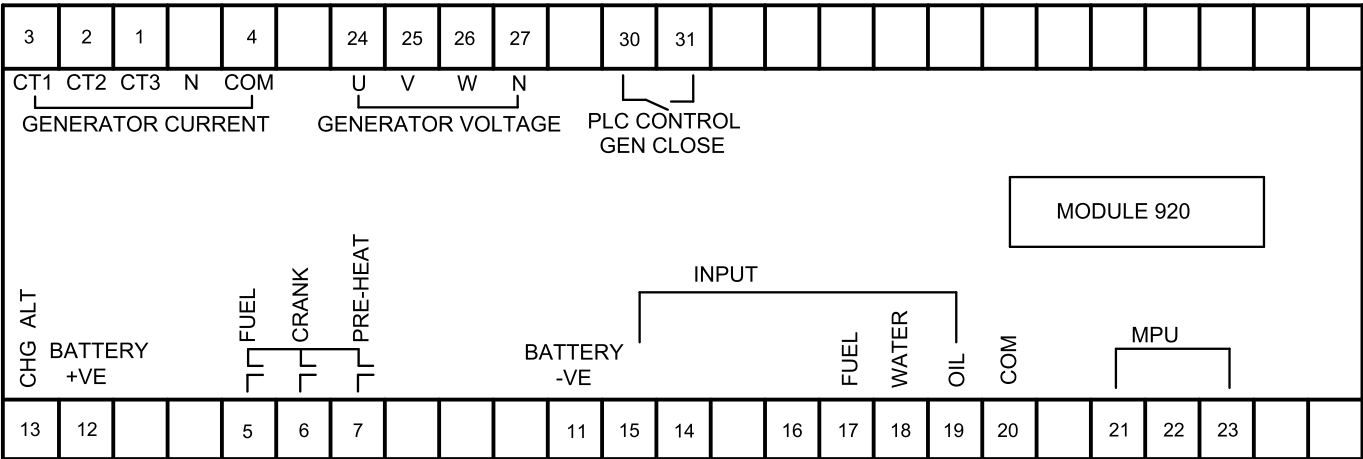 3 2 1 4 24 25 26 27 30 31
CT1 CT2 CT3 N COM U V W N
GENERATOR CURRENT GENERATOR VOLTAGE PLC CONTROL
GEN CLOSE
MODULE 920
INPUT
CHG ALT
BATTERY
+VE
FUEL
CRANK
PRE-HEAT
BATTERY
-VE
FUEL
WATER
OIL
COM
MPU
13 12 5 6 7 11 15 14 16 17 18 19 20 21 22 23